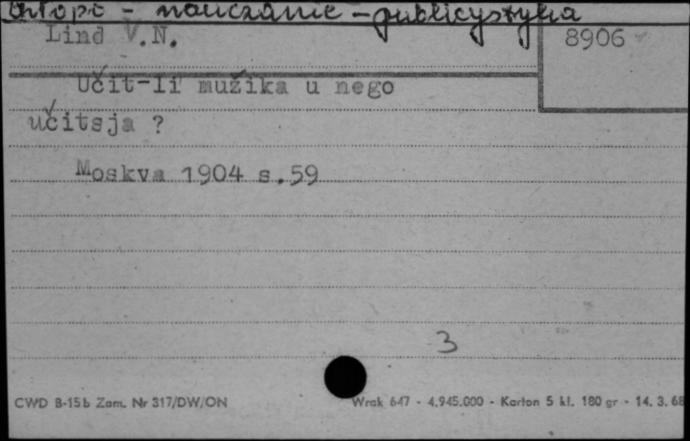 Chłopi - nauczanie - publicystyka
Lind V.N.
8906
Učit-li mužika u nego
učitsja ?
Moskva 1904 s.59
3
CWD B-15b Zam. Nr 317/DW/ON
Wrak 647 - 4.945.000 - Karton 5 kl. 180 gr - 14. 3. 68